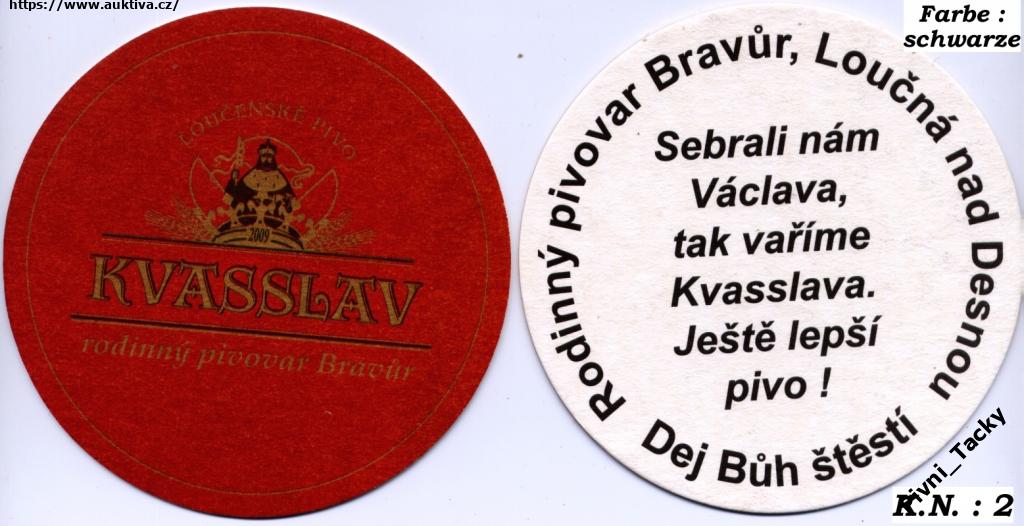 https://www.auktiva.cz/
LOUČENSKÉ PIVO
2009
KVASSLAV
rodinný pivovar Bravůr
Farbe :
schwarze
Rodinný pivovar Bravůr, Loučná nad Desnou
Sebrali nám
Václava,
tak vaříme
Kvasslava.
Ještě lepší
pivo !
Dej Bůh štěstí
Pivni_Tacky
K.N. : 2